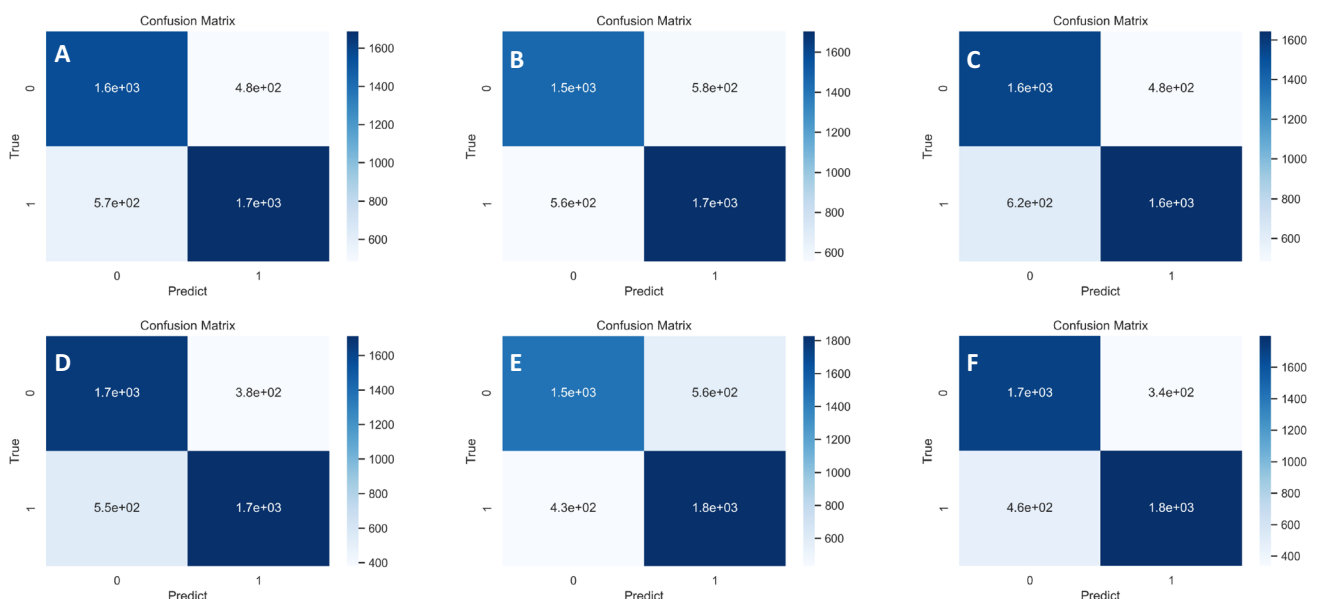 Confusion Matrix
A
1.6e+03 4.8e+02
5.7e+02 1.7e+03
0 1
True
0 1
Predict
1600
1400
1200
1000
800
600
Confusion Matrix
B
1.5e+03 5.8e+02
5.6e+02 1.7e+03
0 1
True
0 1
Predict
1600
1400
1200
1000
800
600
Confusion Matrix
C
1.6e+03 4.8e+02
6.2e+02 1.6e+03
0 1
True
0 1
Predict
1600
1400
1200
1000
800
600
Confusion Matrix
D
1.7e+03 3.8e+02
5.5e+02 1.7e+03
0 1
True
0 1
Predict
1600
1400
1200
1000
800
600
400
Confusion Matrix
E
1.5e+03 5.6e+02
4.3e+02 1.8e+03
0 1
True
0 1
Predict
1800
1600
1400
1200
1000
800
600
Confusion Matrix
F
1.7e+03 3.4e+02
4.6e+02 1.8e+03
0 1
True
0 1
Predict
1600
1400
1200
1000
800
600
400